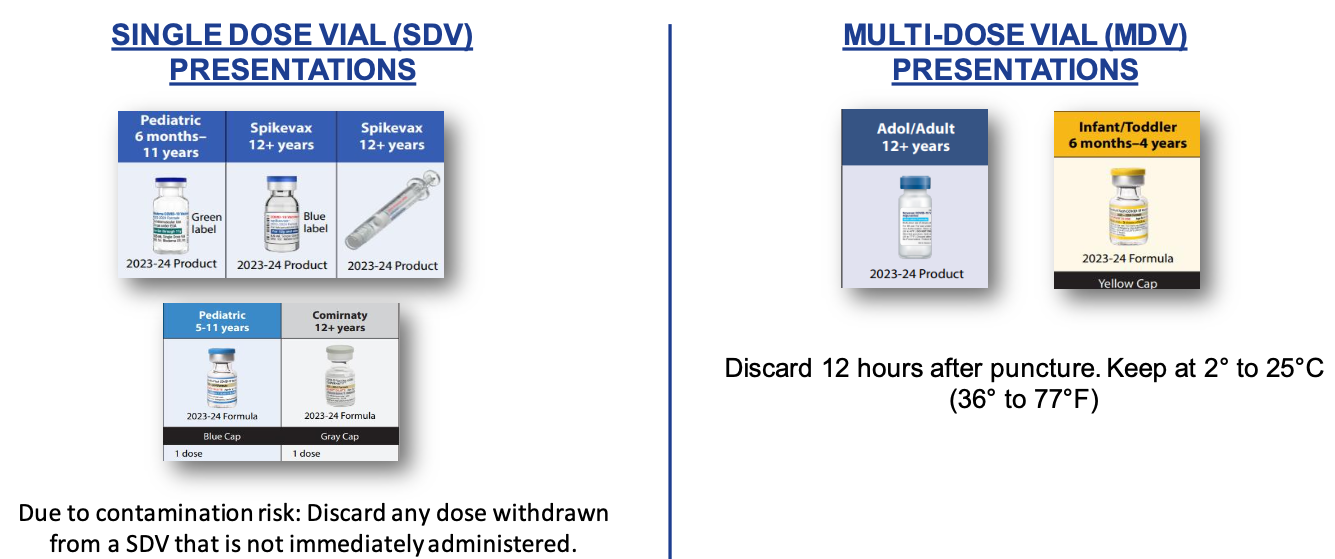 SINGLE DOSE VIAL (SDV)
PRESENTATIONS
Pediatric
6 months–
11 years
Spikevax
12+ years
Spikevax
12+ years
Green
label
Blue
label
2023-24 Product
2023-24 Product
2023-24 Product
Pediatric
5-11 years
Comirnaty
12+ years
2023-24 Formula
2023-24 Formula
Blue Cap
Gray Cap
1 dose
1 dose
Due to contamination risk: Discard any dose withdrawn
from a SDV that is not immediately administered.
MULTI-DOSE VIAL (MDV)
PRESENTATIONS
Adol/Adult
12+ years
2023-24 Product
Infant/Toddler
6 months–4 years
2023-24 Formula
Yellow Cap
Discard 12 hours after puncture. Keep at 2° to 25°C
(36° to 77°F)